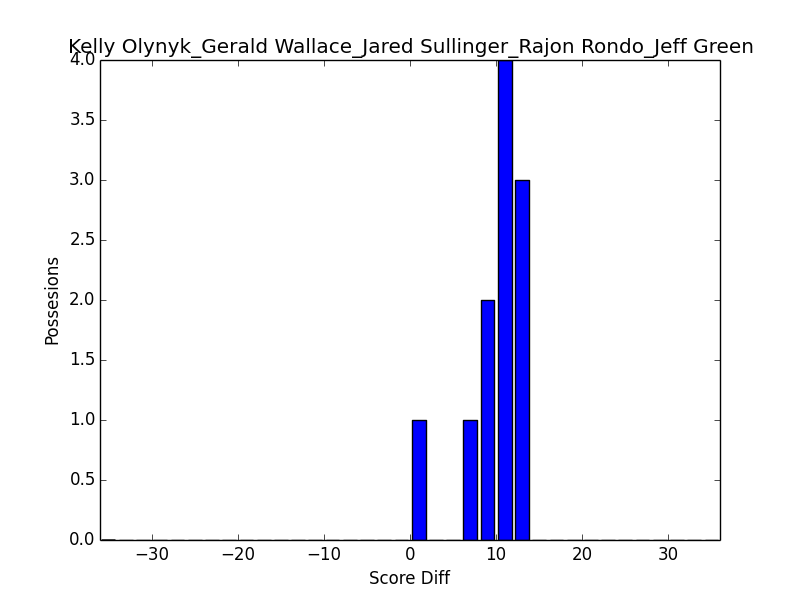 Kelly Olynyk_Gerald Wallace_Jared Sullinger_Rajon Rondo_Jeff Green
4.0
3.5
3.0
2.5
2.0
1.5
1.0
0.5
0.0
Possesions
−30 −20 −10 0 10 20 30
Score Diff